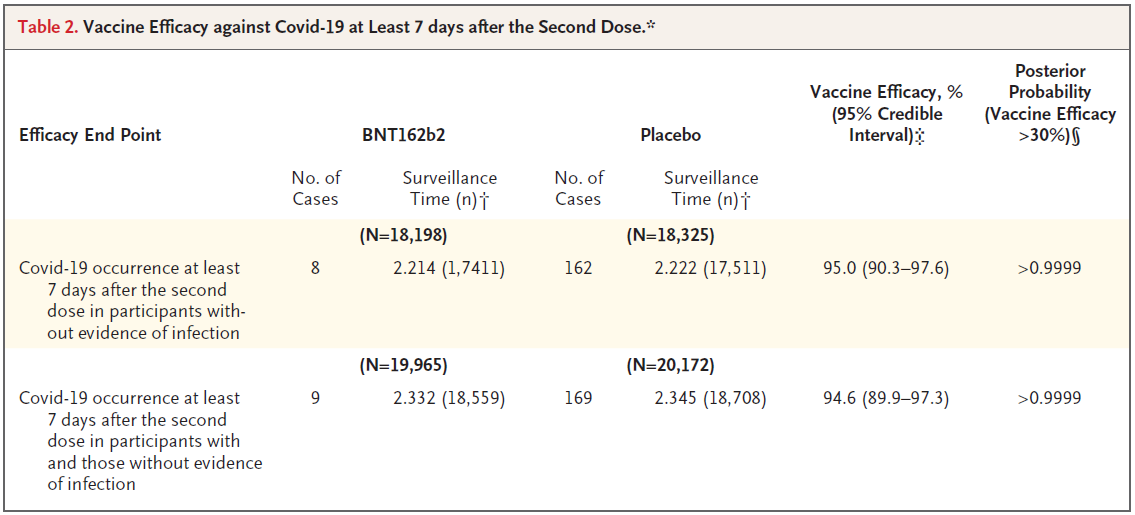 Table 2. Vaccine Efficacy against Covid-19 at Least 7 days after the Second Dose.*
Efficacy End Point BNT162b2 Placebo Vaccine Efficacy, % (95% Credible Interval)‡ Posterior Probability (Vaccine Efficacy >30%)§
No. of Cases Surveillance Time (n)† No. of Cases Surveillance Time (n)†
(N=18,198) (N=18,325)
Covid-19 occurrence at least 8 2.214 (1,7411) 162 2.222 (17,511) 95.0 (90.3–97.6) >0.9999
7 days after the second
dose in participants with-
out evidence of infection
(N=19,965) (N=20,172)
Covid-19 occurrence at least 9 2.332 (18,559) 169 2.345 (18,708) 94.6 (89.9–97.3) >0.9999
7 days after the second
dose in participants with
and those without evidence
of infection